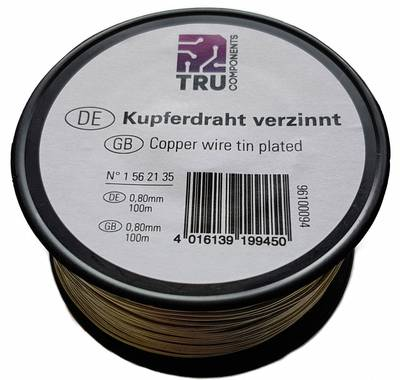 TRU
COMPONENTS
DE Kupferdraht verzinnt
GB Copper wire tin plated
N° 1 56 21 35
DE 0,80mm
100m
GB 0,80mm
100m
4 016139 199450
96100094